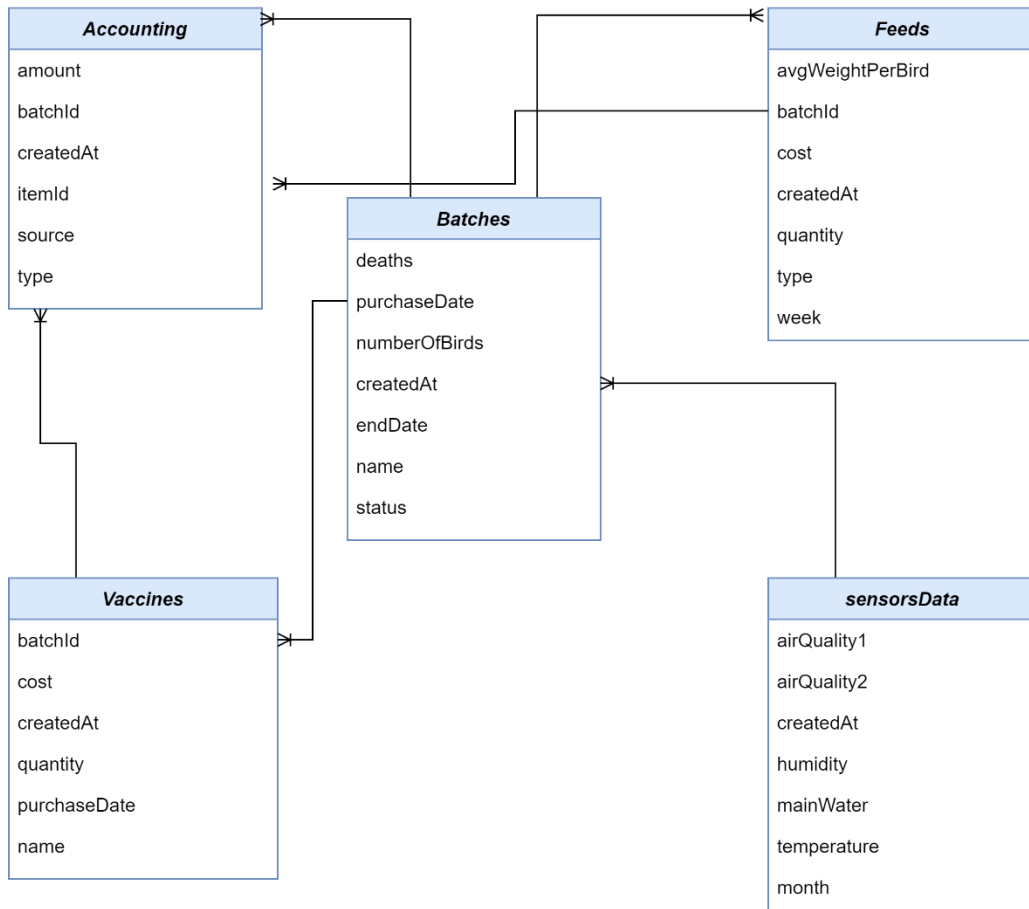 Accounting
amount
batchId
createdAt
itemId
source
type
Feeds
avgWeightPerBird
batchId
cost
createdAt
quantity
type
week
Batches
deaths
purchaseDate
numberOfBirds
createdAt
endDate
name
status
Vaccines
batchId
cost
createdAt
quantity
purchaseDate
name
sensorsData
airQuality1
airQuality2
createdAt
humidity
mainWater
temperature
month